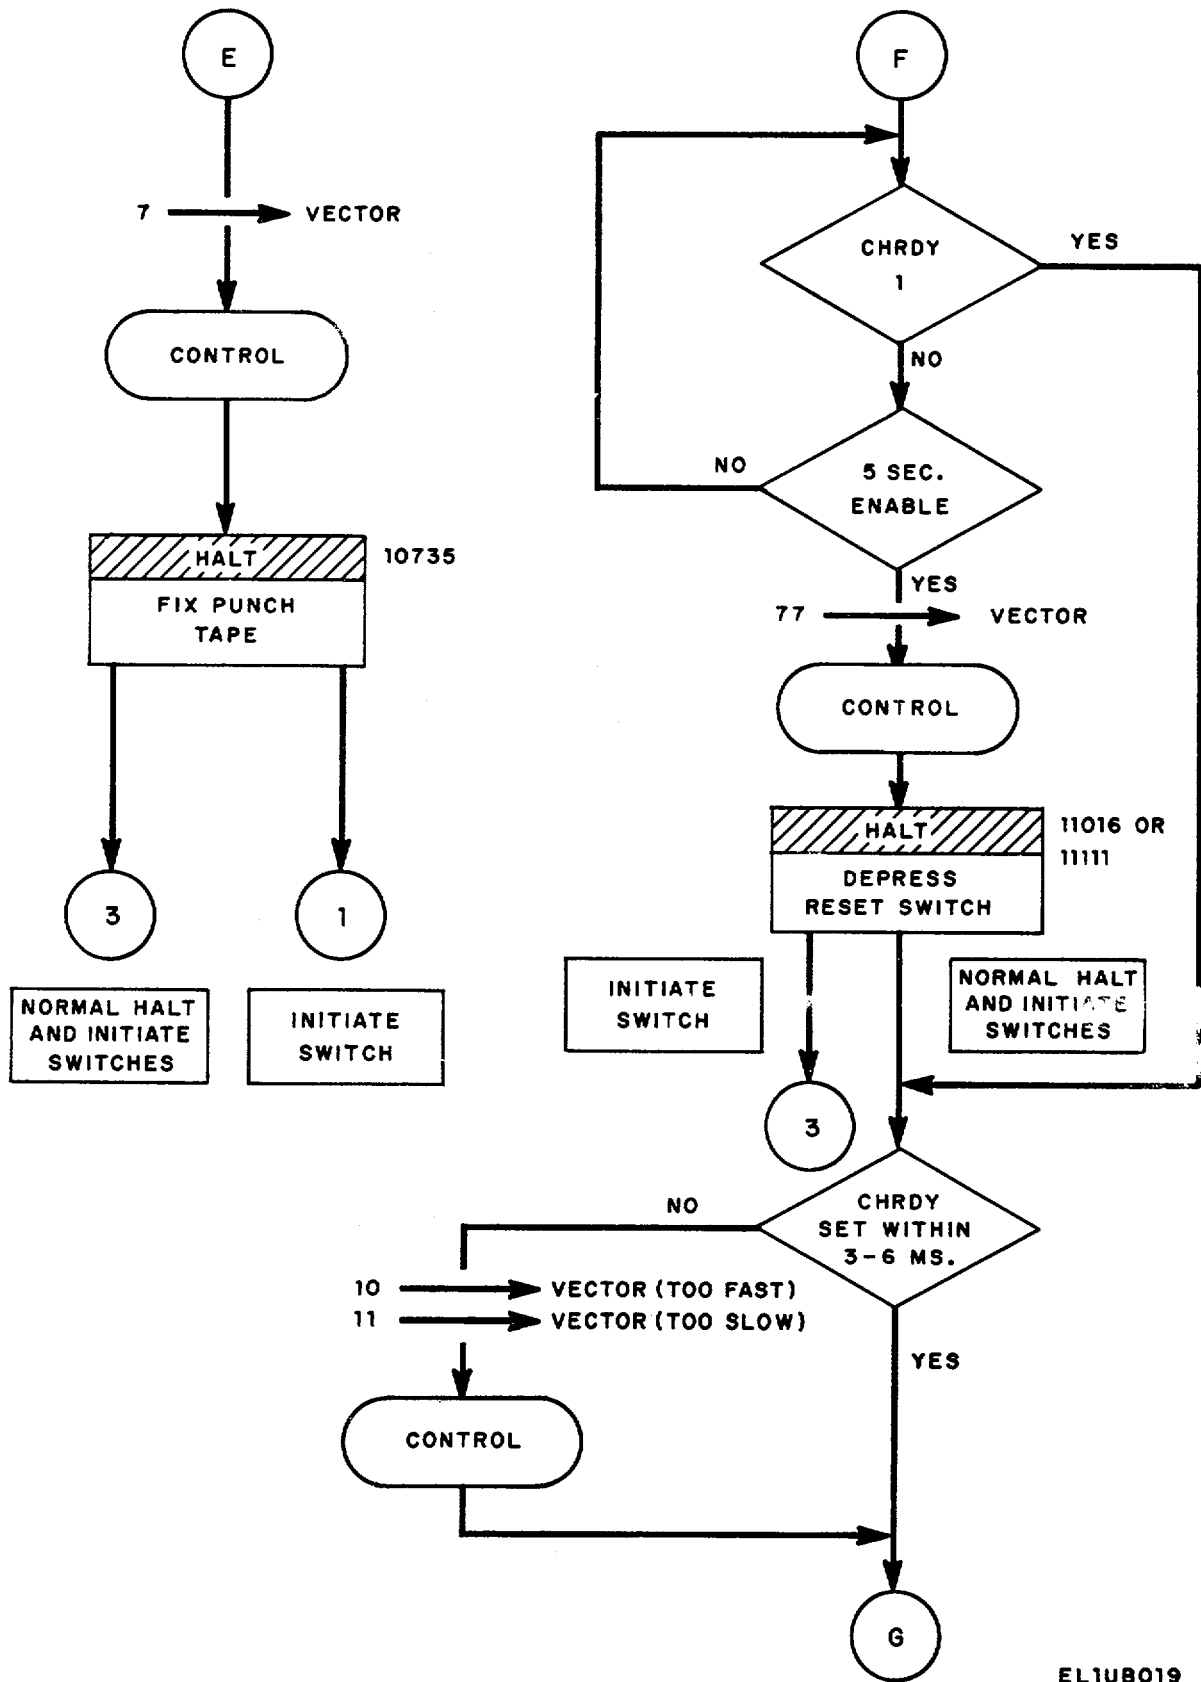 E
7
VECTOR
CONTROL
HALT
10735
FIX PUNCH
TAPE
3
1
NORMAL HALT
AND INITIATE
SWITCHES
INITIATE
SWITCH
F
CHRDY
1
YES
NO
5 SEC.
ENABLE
NO
YES
77
VECTOR
CONTROL
HALT
11016 OR
11111
DEPRESS
RESET SWITCH
INITIATE
SWITCH
NORMAL HALT
AND INITIATE
SWITCHES
3
CHRDY
SET WITHIN
3-6 MS.
NO
10
VECTOR (TOO FAST)
11
VECTOR (TOO SLOW)
YES
CONTROL
G
EL1UB019